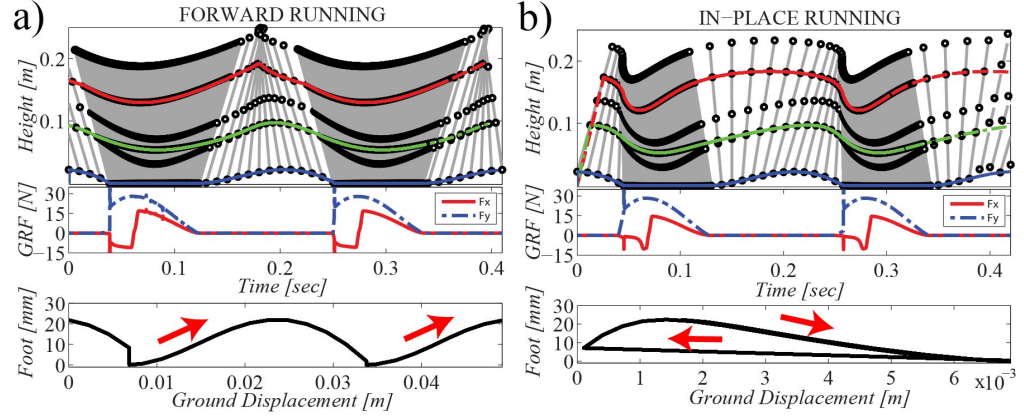 a)
FORWARD RUNNING
Height [m]
0.2
0.1
GRF [N]
30
15
0
−15
Fx
Fy
0
0.1
0.2
0.3
0.4
Time [sec]
Foot [mm]
30
20
10
0
0
0.02
0.04
Ground Displacement [m]
b)
IN−PLACE RUNNING
Height [m]
0.2
0.1
GRF [N]
30
15
0
−15
Fx
Fy
0
0.1
0.2
0.3
0.4
Time [sec]
Foot [mm]
30
20
10
0
0
1
2
3
4
5
6
x10⁻³
Ground Displacement [m]